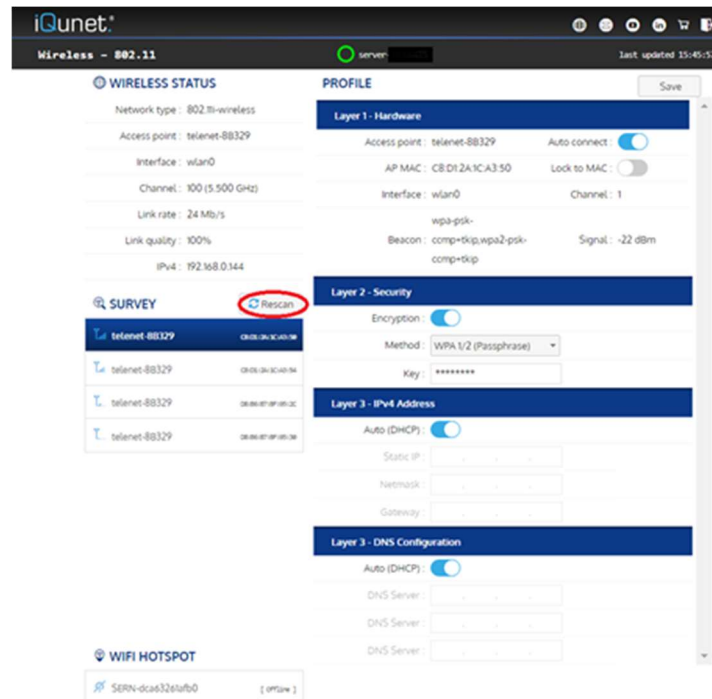 iQunet:
Wireless - 802.11
server-
last updated 15:45:5
WIRELESS STATUS
Network type : 802.11-wireless
Access point : telenet-8B329
Interface : wlan0
Channel : 100 (5.500 GHz)
Link rate : 24 Mb/s
Link quality : 100%
IPv4 : 192.168.0.144
SURVEY
Rescan
telenet-8B329
telenet-8B329
telenet-8B329
telenet-8B329
WIFI HOTSPOT
SERN-dca63261afb0 [ offline ]
PROFILE
Save
Layer 1 - Hardware
Access point : telenet-8B329 Auto connect :
AP MAC : C8:D1:2A:1C:A3:50 Lock to MAC :
Interface : wlan0 Channel : 1
Beacon : wpa-psk-
ccmp+tkip,wpa2-psk-
ccmp+tkip
Signal : -22 dBm
Layer 2 - Security
Encryption :
Method : WPA 1/2 (Passphrase)
Key : ********
Layer 3 - IPv4 Address
Auto (DHCP) :
Static IP :
Netmask :
Gateway :
Layer 3 - DNS Configuration
Auto (DHCP) :
DNS Server :
DNS Server :
DNS Server :